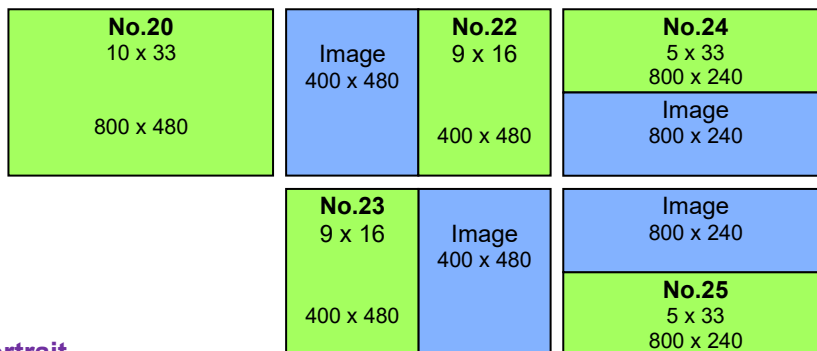 No.20
10 x 33
800 x 480
Image
400 x 480
No.22
9 x 16
400 x 480
No.24
5 x 33
800 x 240
Image
800 x 240
No.23
9 x 16
400 x 480
Image
400 x 480
Image
800 x 240
No.25
5 x 33
800 x 240